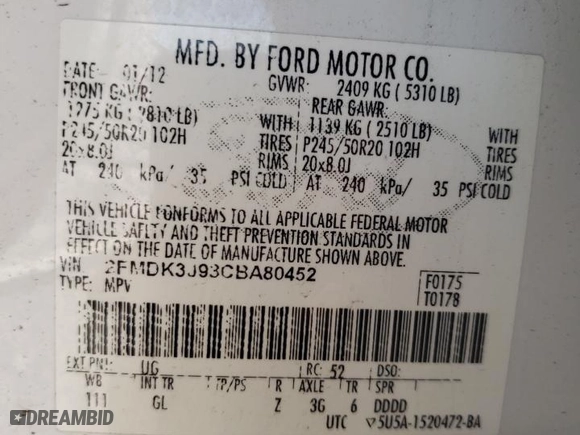 MFD. BY FORD MOTOR CO.
DATE: 01/12 GVWR: 2409 KG ( 5310 LB)
FRONT GAWR: REAR GAWR:
1275 KG ( 2810 LB) WITH 1139 KG ( 2510 LB) WITH
P245/50R20 102H TIRES P245/50R20 102H TIRES
20x8.0J RIMS 20x8.0J RIMS
AT 240 kPa/ 35 PSI COLD AT 240 kPa/ 35 PSI COLD
THIS VEHICLE CONFORMS TO ALL APPLICABLE FEDERAL MOTOR
VEHICLE SAFETY AND THEFT PREVENTION STANDARDS IN
EFFECT ON THE DATE OF MANUFACTURE SHOWN ABOVE.
VIN: 2FMDK3J93CBA80452 F0175
TYPE: MPV T0178
EXT PNT: UG RC: 52 DSO:
WB INT TR TP/PS R AXLE TR SPR
111 GL Z 3G 6 DDDD
UTC 5U5A-1520472-BA
DREAMBID